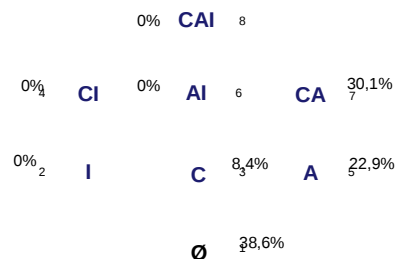 0% CAI 8
0% 4 CI 0% AI 6 CA 30,1% 7
0% 2 I C 8,4% 3 A 22,9% 5
Ø 38,6% 1